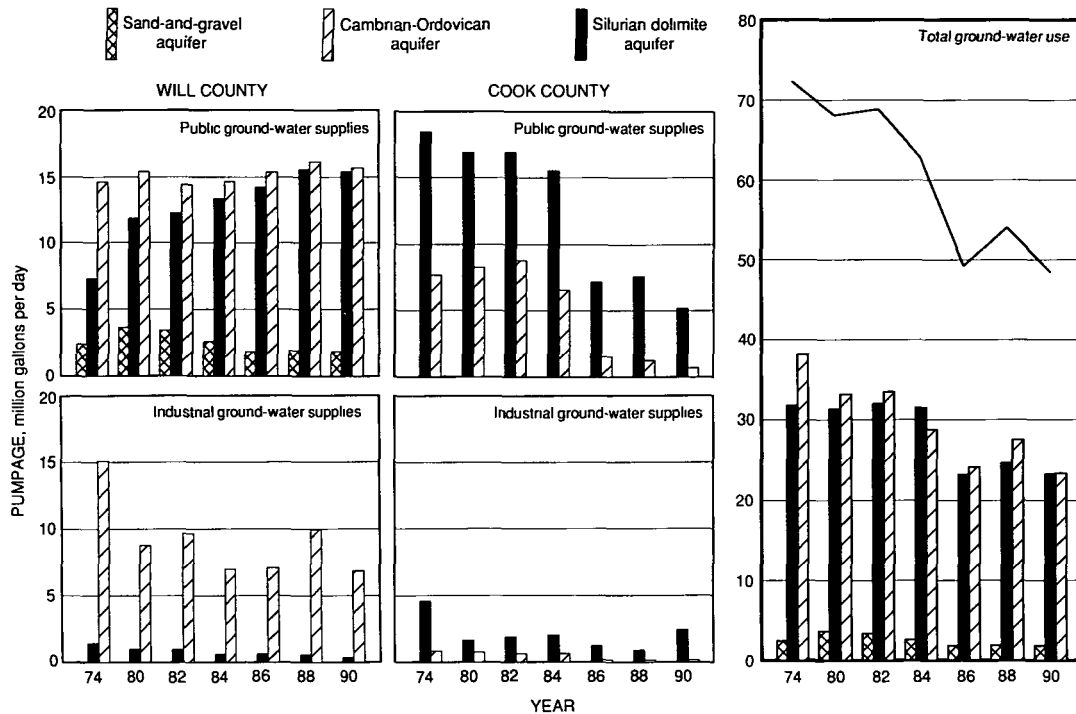 Sand-and-gravel
aquifer
Cambrian-Ordovician
aquifer
Silurian dolomite
aquifer
WILL COUNTY
COOK COUNTY
Total ground-water use
Public ground-water supplies
Public ground-water supplies
Industrial ground-water supplies
Industrial ground-water supplies
PUMPAGE, million gallons per day
20
15
10
5
0
20
15
10
5
0
74 80 82 84 86 88 90
74 80 82 84 86 88 90
YEAR
80
70
60
50
40
30
20
10
0
74 80 82 84 86 88 90